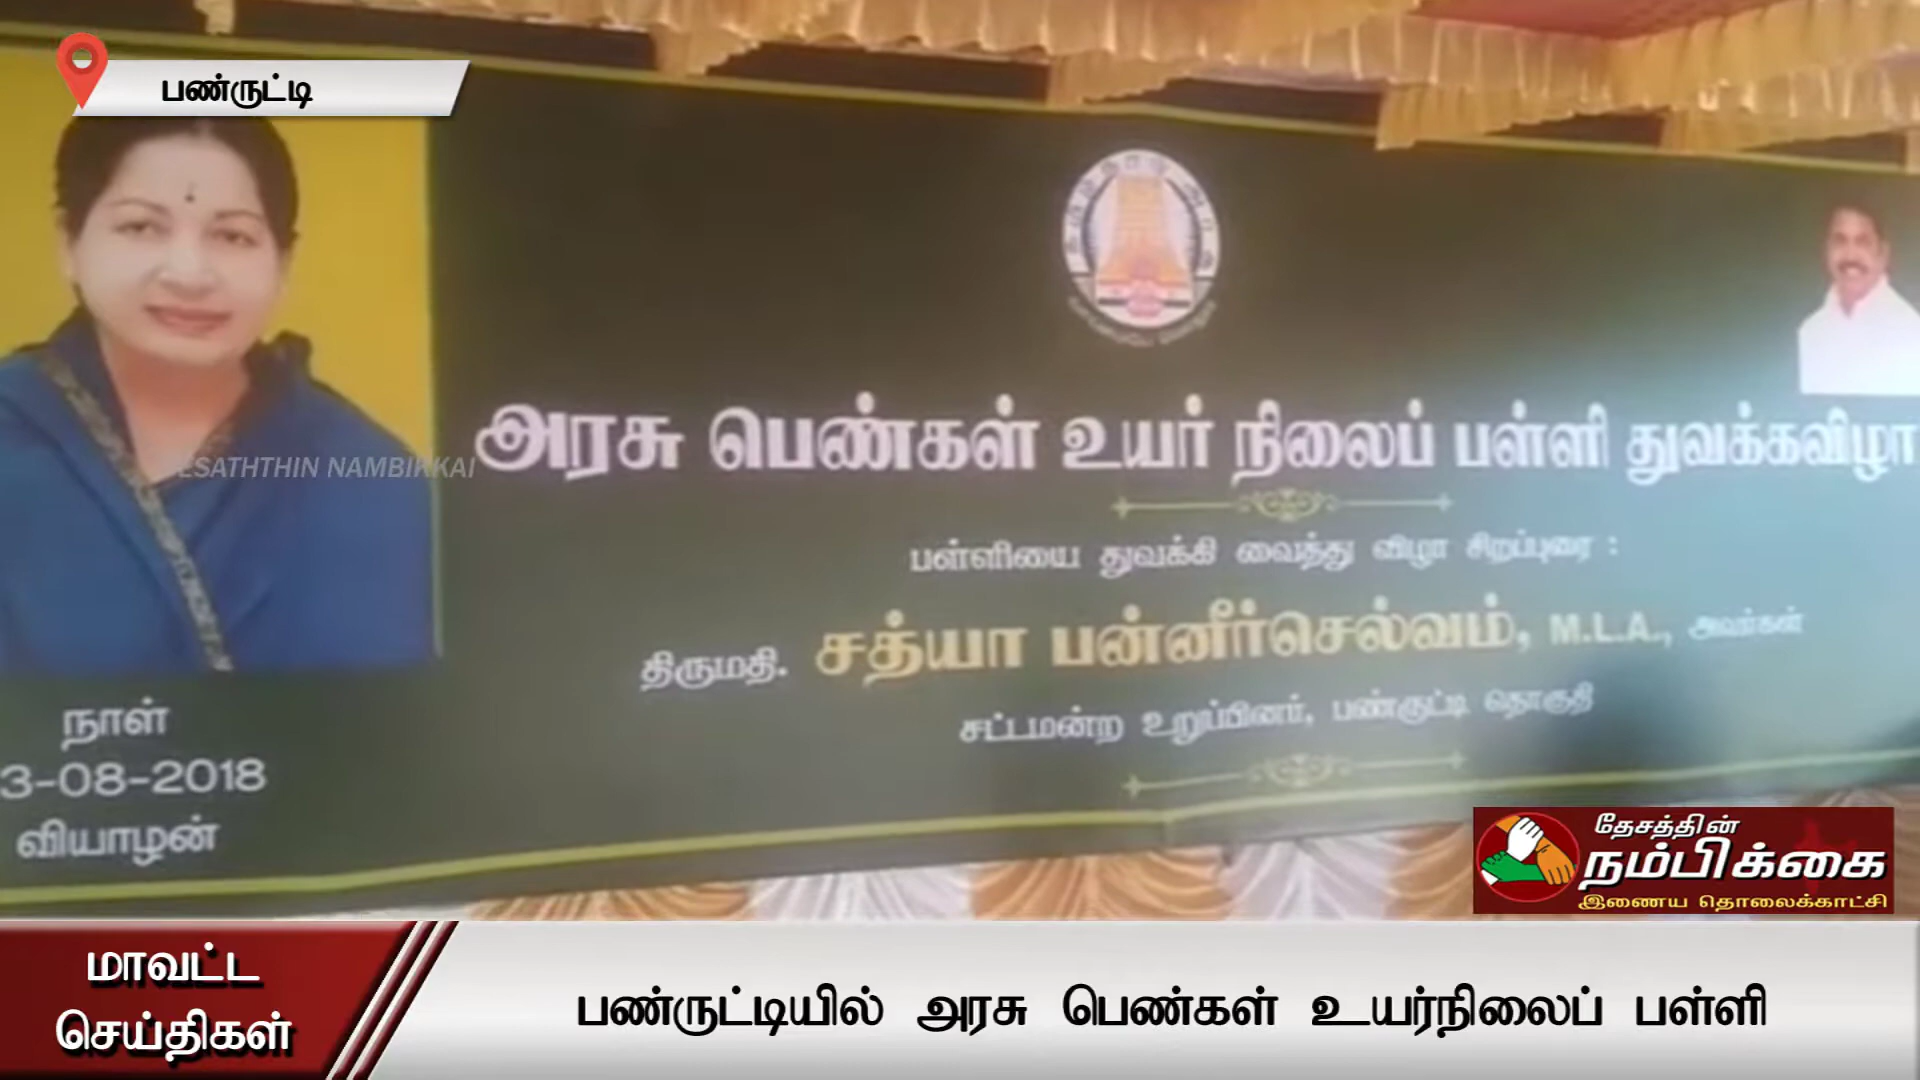 பண்ருட்டி
அரசு பெண்கள் உயர் நிலைப் பள்ளி துவக்கவிழா
ESATHTHIN NAMBIKKAI
பள்ளியை துவக்கி வைத்து விழா சிறப்புரை :
திருமதி. சத்யா பன்னீர்செல்வம், M.L.A., அவர்கள்
சட்டமன்ற உறுப்பினர், பண்ருட்டி தொகுதி
நாள்
3-08-2018
வியாழன்
தேசத்தின்
நம்பிக்கை
இணைய தொலைக்காட்சி
மாவட்ட
செய்திகள்
பண்ருட்டியில் அரசு பெண்கள் உயர்நிலைப் பள்ளி